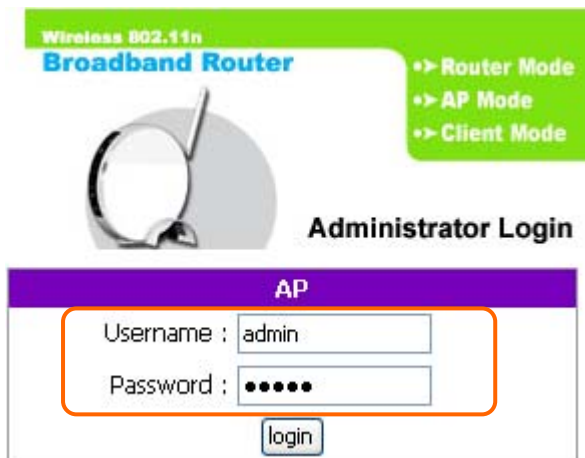 Wireless 802.11n
Broadband Router
•> Router Mode
•> AP Mode
•> Client Mode
Administrator Login
AP
Username : admin
Password : •••••
login